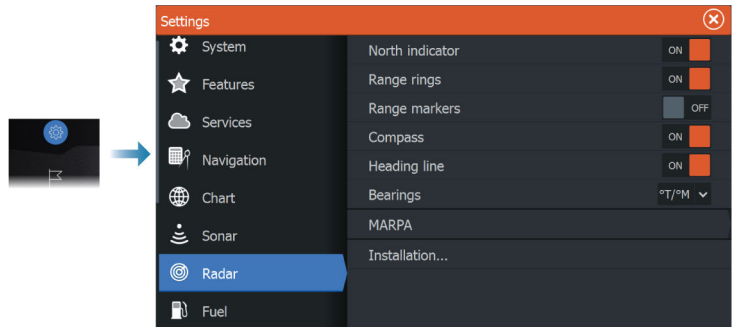 Settings
System
Features
Services
Navigation
Chart
Sonar
Radar
Fuel
North indicator ON
Range rings ON
Range markers OFF
Compass ON
Heading line ON
Bearings °T/°M
MARPA
Installation...